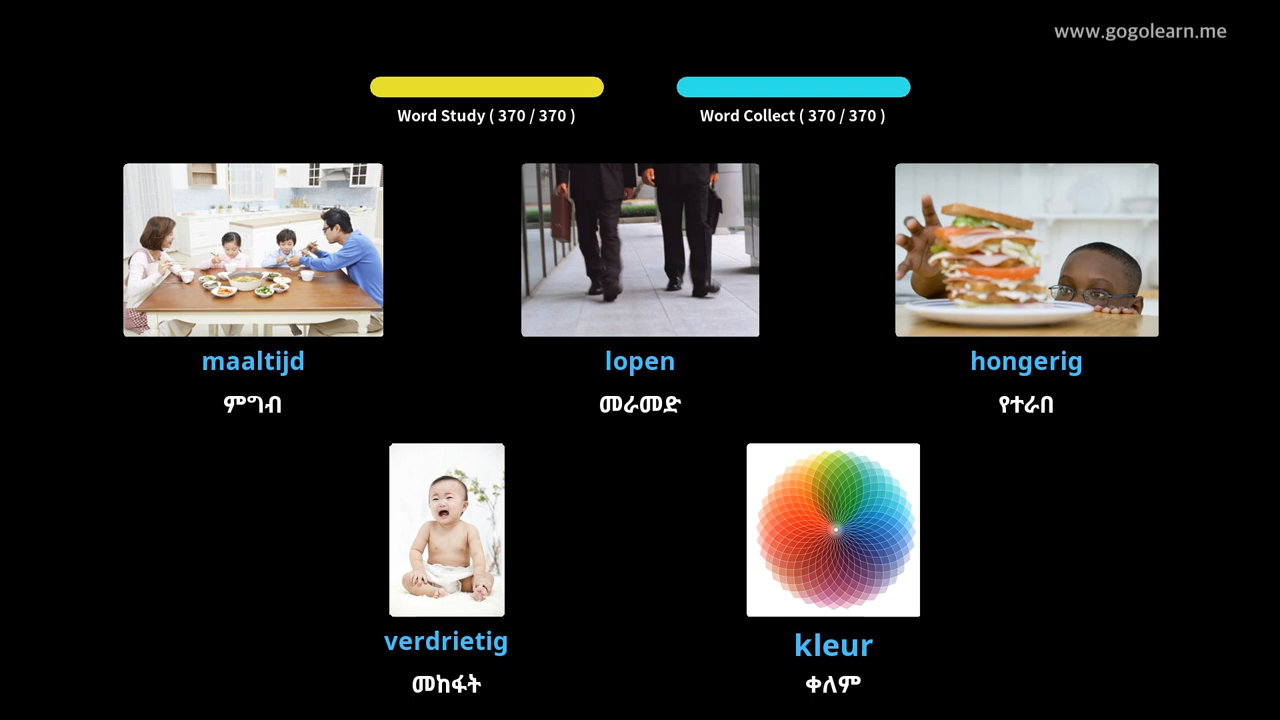 www.gogolearn.me
Word Study ( 370 / 370 )
Word Collect ( 370 / 370 )
maaltijd
lopen
hongerig
ምግብ
መራመድ
የተራበ
verdrietig
kleur
መከፋት
ቀለም